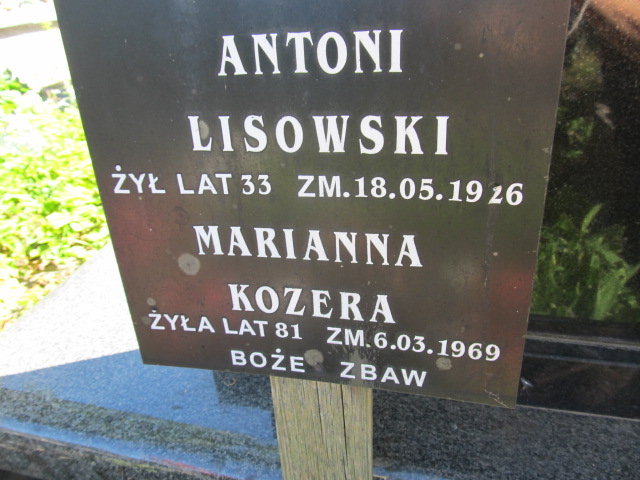 ANTONI
LISOWSKI
ŻYŁ LAT 33 ZM.18.05.1926
MARIANNA
KOZERA
ŻYŁA LAT 81 ZM.6.03.1969
BOŻE ZBAW